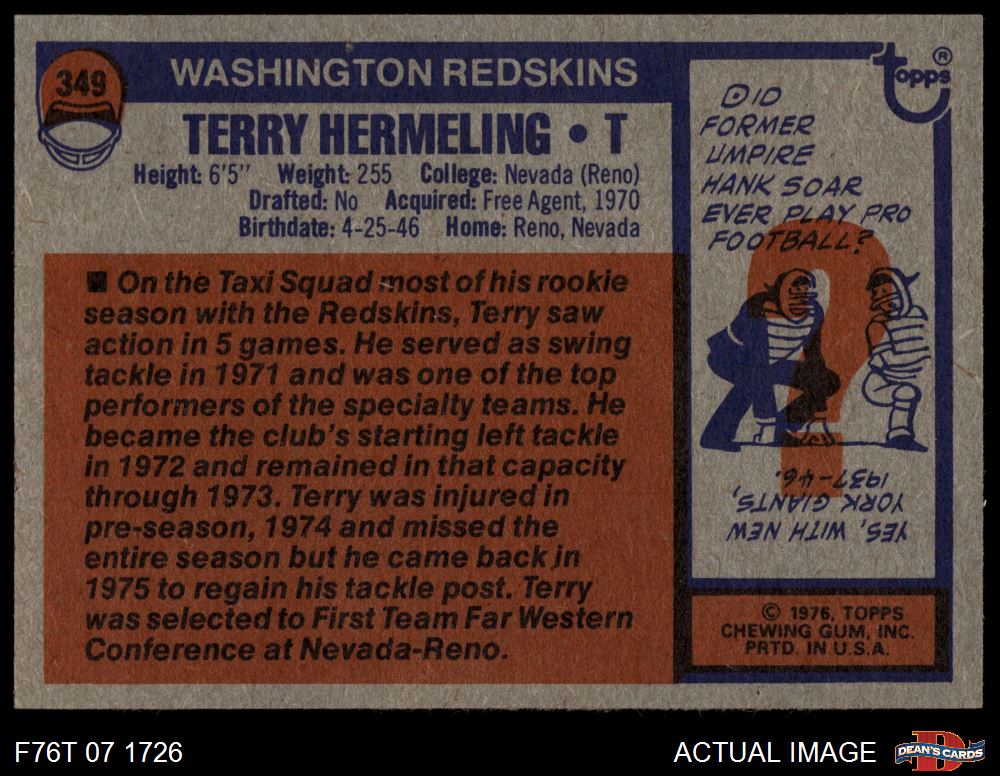 349
WASHINGTON REDSKINS
TERRY HERMELING • T
Height: 6'5" Weight: 255 College: Nevada (Reno)
Drafted: No Acquired: Free Agent, 1970
Birthdate: 4-25-46 Home: Reno, Nevada
■ On the Taxi Squad most of his rookie
season with the Redskins, Terry saw
action in 5 games. He served as swing
tackle in 1971 and was one of the top
performers of the specialty teams. He
became the club's starting left tackle
in 1972 and remained in that capacity
through 1973. Terry was injured in
pre-season, 1974 and missed the
entire season but he came back in
1975 to regain his tackle post. Terry
was selected to First Team Far Western
Conference at Nevada-Reno.
Topps®
DID
FORMER
UMPIRE
HANK SOAR
EVER PLAY PRO
FOOTBALL?
?
YES, WITH NEW
YORK GIANTS,
1937-46.
© 1976, TOPPS
CHEWING GUM, INC.
PRTD. IN U.S.A.
F76T 07 1726
ACTUAL IMAGE
D
DEAN'S CARDS